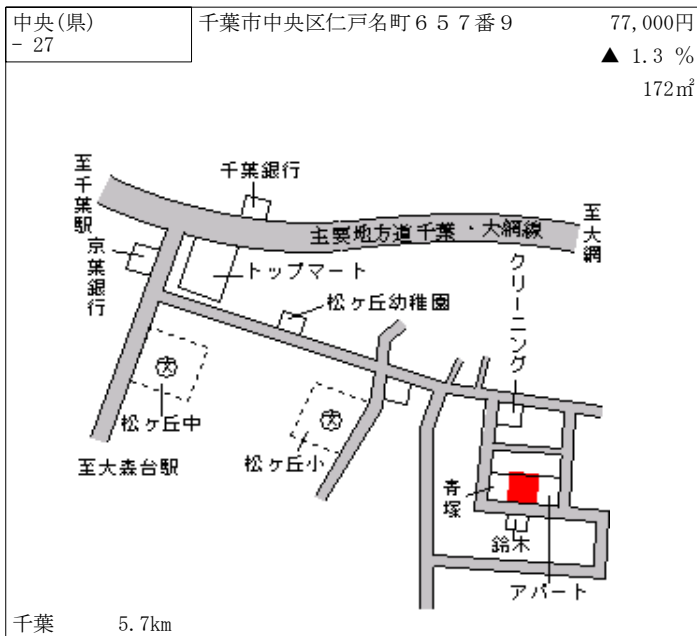 中央(県)
- 27
千葉市中央区仁戸名町６５７番９
77,000円
▲ 1.3 %
172㎡
至千葉駅
千葉銀行
主要地方道千葉・大網線
至大網
京葉銀行
トップマート
クリーニング
松ヶ丘幼稚園
文
文
松ヶ丘中
松ヶ丘小
至大森台駅
青塚
鈴木
アパート
千葉 5.7km